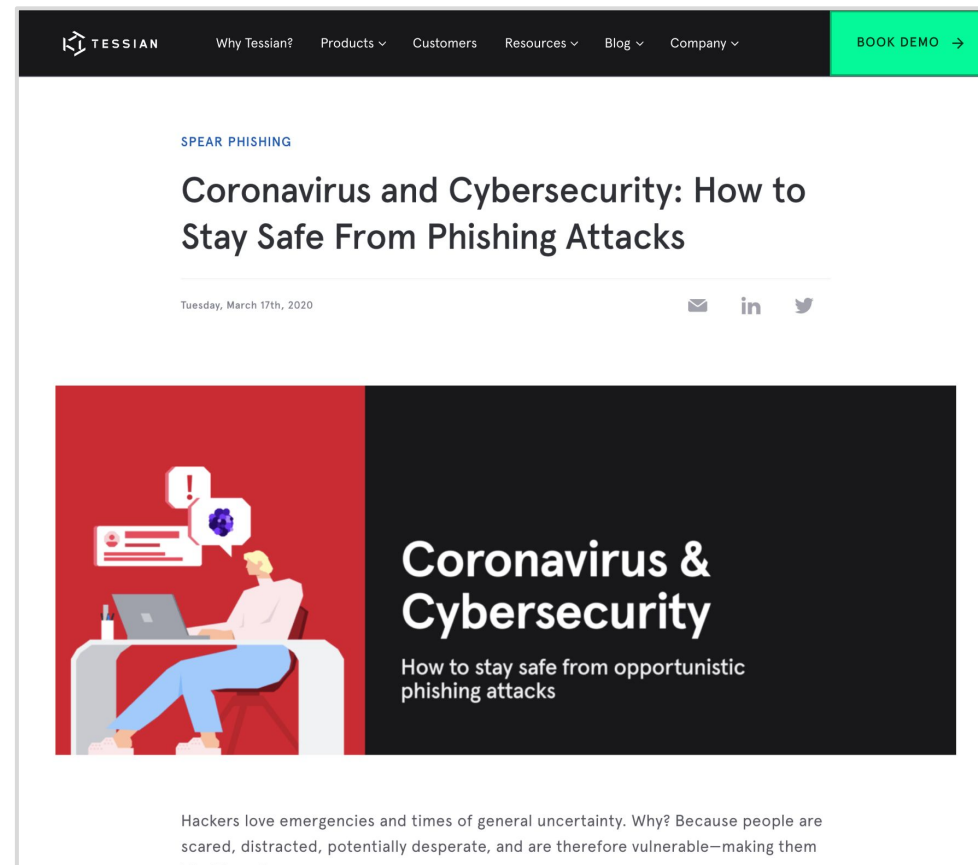 TESSIAN Why Tessian? Products Customers Resources Blog Company BOOK DEMO →
SPEAR PHISHING
Coronavirus and Cybersecurity: How to
Stay Safe From Phishing Attacks
Tuesday, March 17th, 2020 in
!
Coronavirus &
Cybersecurity
How to stay safe from opportunistic
phishing attacks
Hackers love emergencies and times of general uncertainty. Why? Because people are
scared, distracted, potentially desperate, and are therefore vulnerable—making them